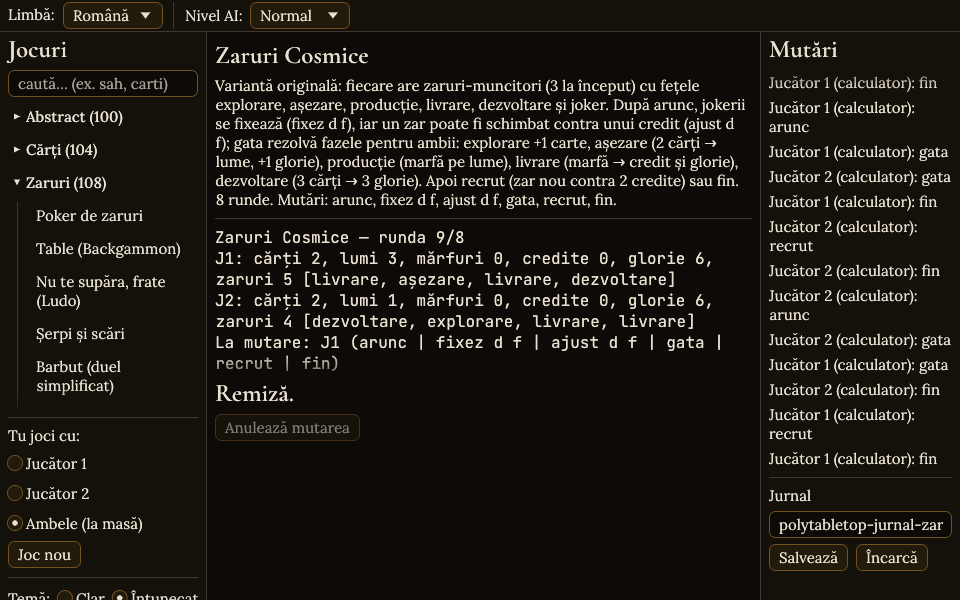 Limbă: Română ▼ Nivel AI: Normal ▼
Jocuri
caută... (ex. sah, carti)
▸ Abstract (100)
▸ Cărți (104)
▾ Zaruri (108)
Poker de zaruri
Table (Backgammon)
Nu te supăra, frate
(Ludo)
Șerpi și scări
Barbut (duel
simplificat)
Tu joci cu:
Jucător 1
Jucător 2
Ambele (la masă)
Joc nou
Temă: Clar Întunecat
Zaruri Cosmice
Variantă originală: fiecare are zaruri-muncitori (3 la început) cu fețele
explorare, așezare, producție, livrare, dezvoltare și joker. După arunc, jokerii
se fixează (fixez d f), iar un zar poate fi schimbat contra unui credit (ajust d
f); gata rezolvă fazele pentru ambii: explorare +1 carte, așezare (2 cărți →
lume, +1 glorie), producție (marfă pe lume), livrare (marfă → credit și glorie),
dezvoltare (3 cărți → 3 glorie). Apoi recrut (zar nou contra 2 credite) sau fin.
8 runde. Mutări: arunc, fixez d f, ajust d f, gata, recrut, fin.
Zaruri Cosmice — runda 9/8
J1: cărți 2, lumi 3, mărfuri 0, credite 0, glorie 6,
zaruri 5 [livrare, așezare, livrare, dezvoltare]
J2: cărți 2, lumi 1, mărfuri 0, credite 0, glorie 6,
zaruri 4 [dezvoltare, explorare, livrare, livrare]
La mutare: J1 (arunc | fixez d f | ajust d f | gata |
recrut | fin)
Remiză.
Anulează mutarea
Mutări
Jucător 1 (calculator): fin
Jucător 1 (calculator):
arunc
Jucător 1 (calculator): gata
Jucător 2 (calculator): gata
Jucător 1 (calculator): fin
Jucător 2 (calculator):
recrut
Jucător 2 (calculator): fin
Jucător 2 (calculator):
arunc
Jucător 2 (calculator): gata
Jucător 1 (calculator): gata
Jucător 2 (calculator): fin
Jucător 1 (calculator):
recrut
Jucător 1 (calculator): fin
Jurnal
polytabletop-jurnal-zar
Salvează Încarcă